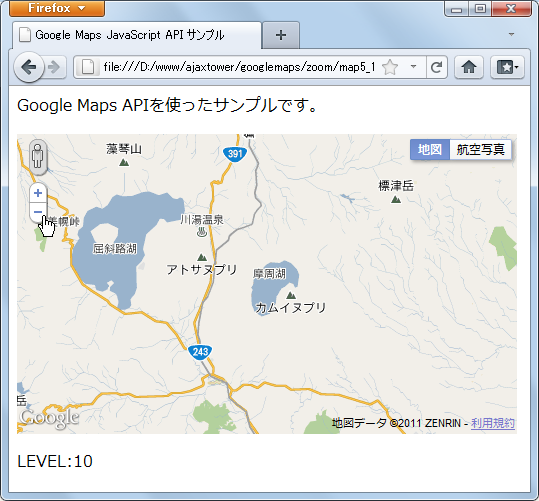 Firefox
Google Maps JavaScript API サンプル
file:///D:/www/ajaxtower/googlemaps/zoom/map5_1
Google Maps APIを使ったサンプルです。
地図 航空写真
藻琴山
391
標津岳
美幌峠
川湯温泉
屈斜路湖
アトサヌプリ
摩周湖
カムイヌプリ
243
岳
Google
地図データ ©2011 ZENRIN - 利用規約
LEVEL:10